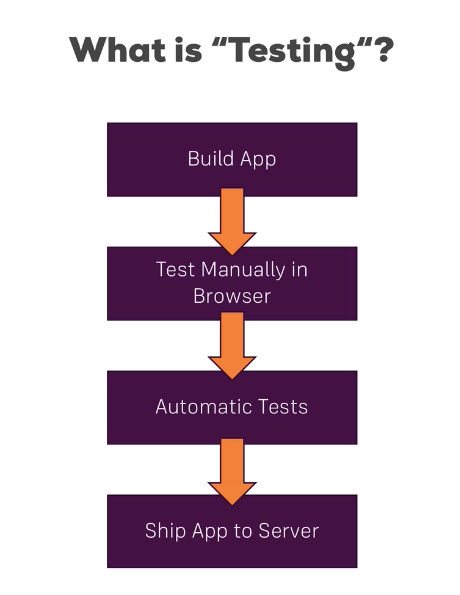 What is “Testing“?
Build App
Test Manually in
Browser
Automatic Tests
Ship App to Server